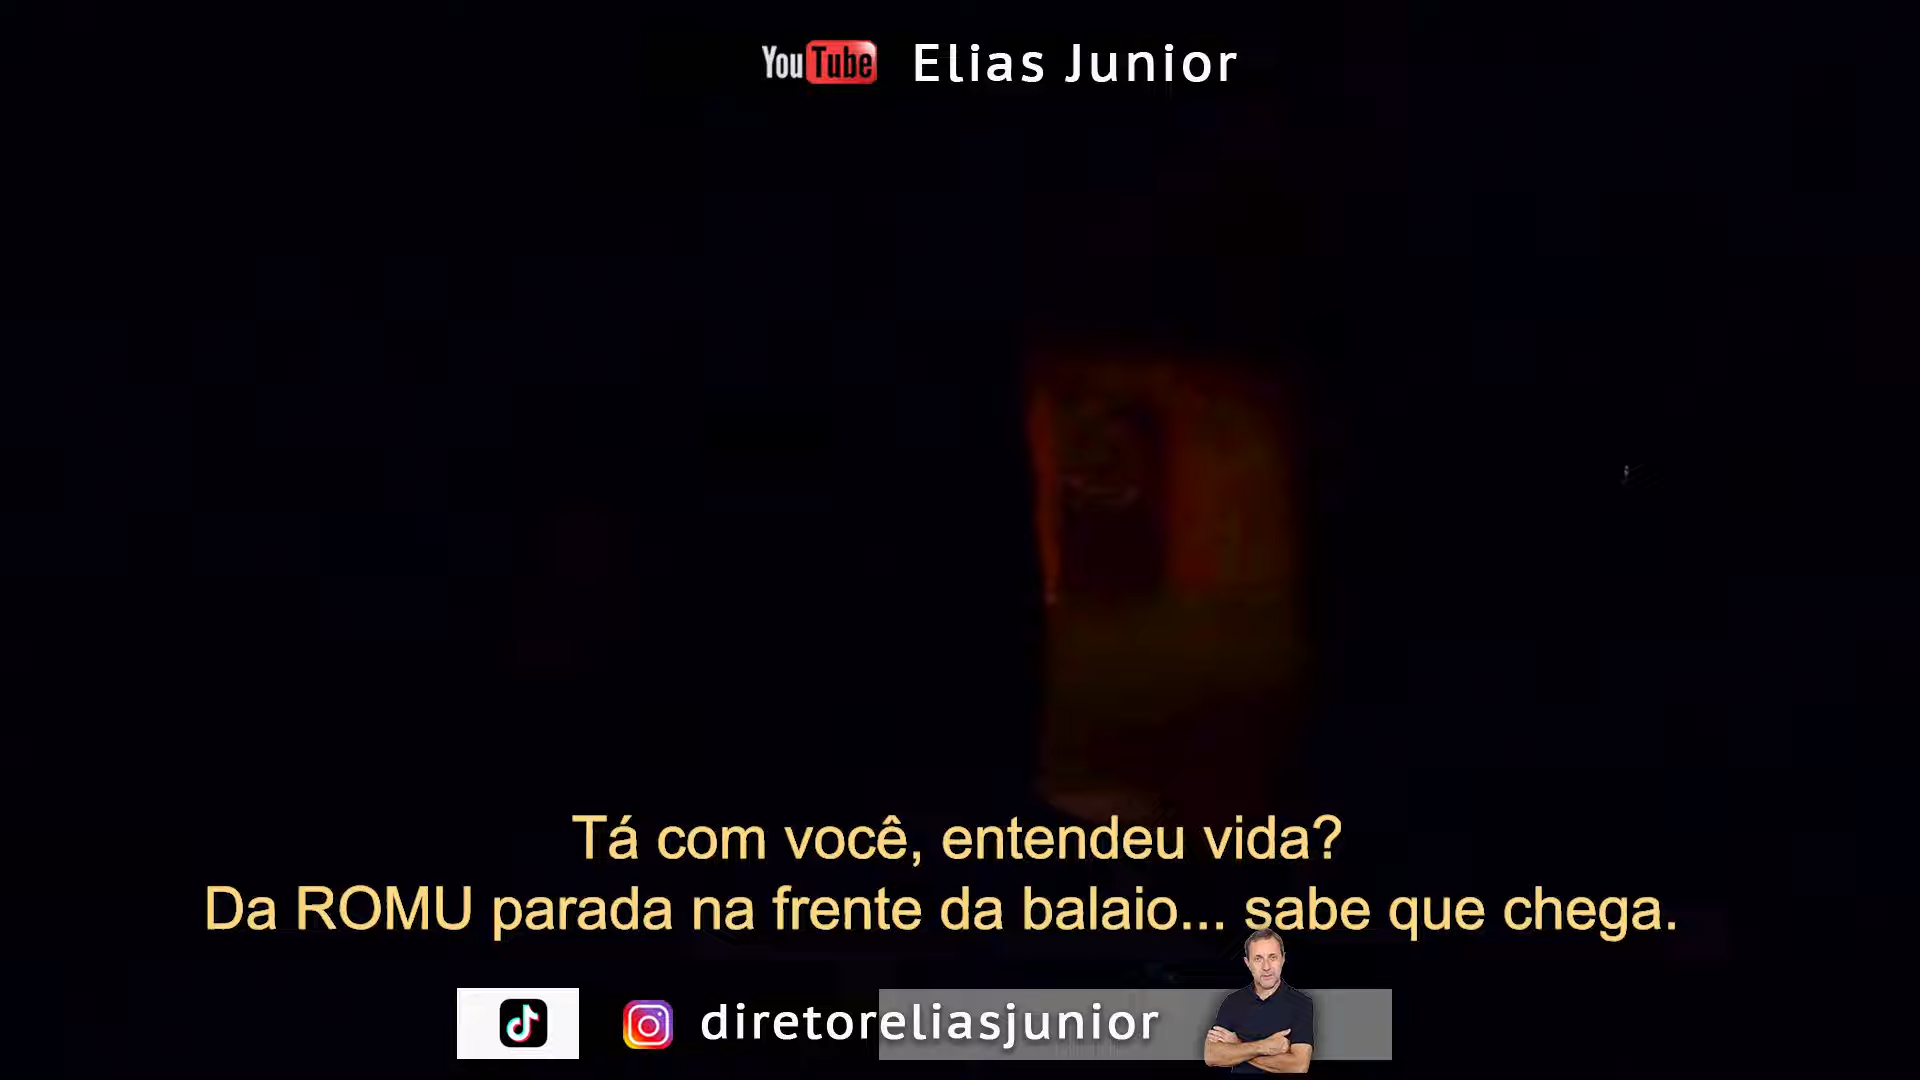 YouTube Elias Junior
Tá com você, entendeu vida?
Da ROMU parada na frente da balaio... sabe que chega.
diretoreliasjunior